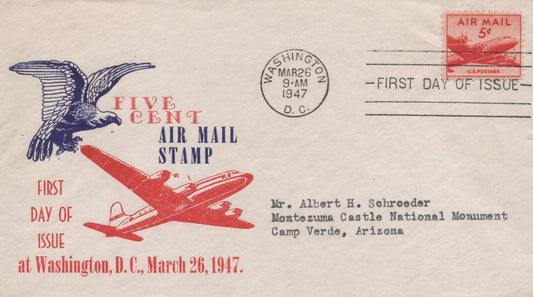 FIVE
CENT
AIR MAIL
STAMP
FIRST
DAY OF
ISSUE
at Washington, D.C., March 26, 1947.
WASHINGTON
MAR 26
9-AM
1947
D. C.
FIRST DAY OF ISSUE
AIR MAIL
5¢
U.S. POSTAGE
Mr. Albert H. Schroeder
Montezuma Castle National Monument
Camp Verde, Arizona